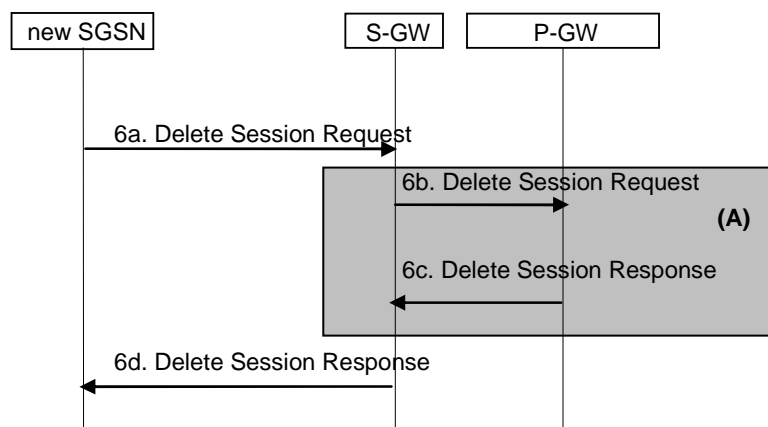 new SGSN
S-GW
P-GW
6a. Delete Session Request
6b. Delete Session Request
(A)
6c. Delete Session Response
6d. Delete Session Response